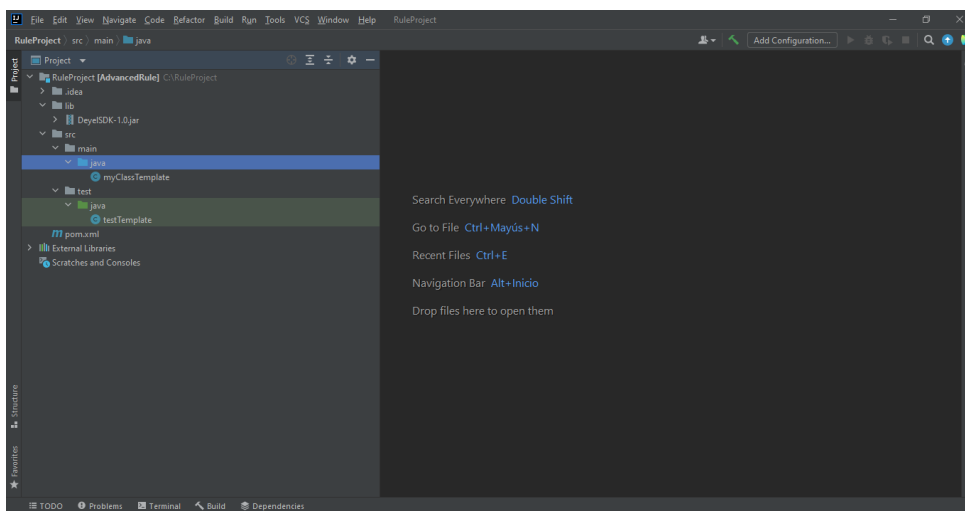 File Edit View Navigate Code Refactor Build Run Tools VCS Window Help RuleProject
RuleProject src main java Add Configuration...
Project
Project
RuleProject [AdvancedRule] C:\RuleProject
.idea
lib
DeyelSDK-1.0.jar
src
main
java
myClassTemplate
test
java
testTemplate
pom.xml
External Libraries
Scratches and Consoles
Search Everywhere Double Shift
Go to File Ctrl+Mayús+N
Recent Files Ctrl+E
Navigation Bar Alt+Inicio
Drop files here to open them
Structure
Favorites
TODO Problems Terminal Build Dependencies